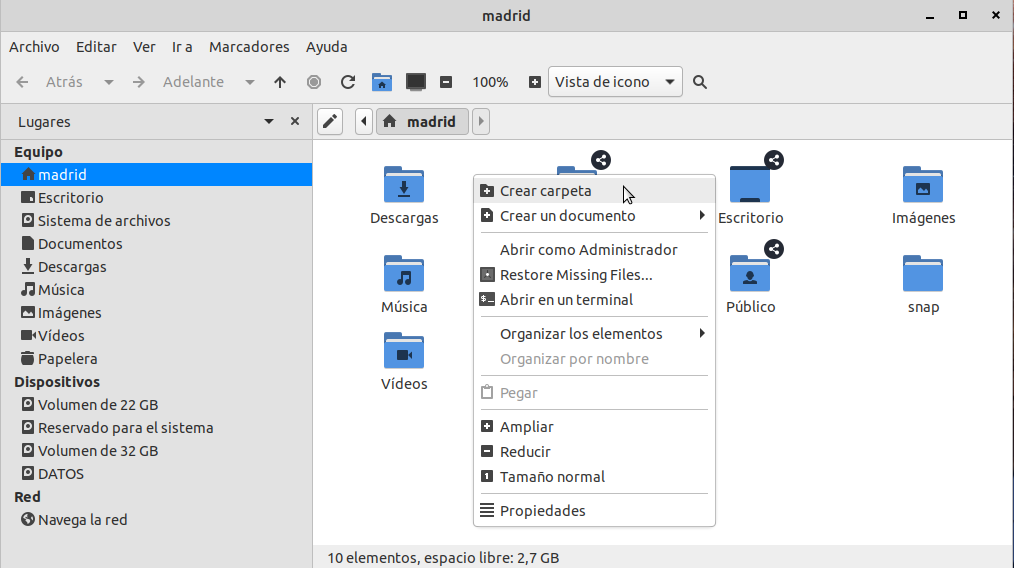 madrid
Archivo Editar Ver Ir a Marcadores Ayuda
Atrás Adelante 100% Vista de icono
Lugares
madrid
Equipo
madrid
Escritorio
Sistema de archivos
Documentos
Descargas
Música
Imágenes
Vídeos
Papelera
Dispositivos
Volumen de 22 GB
Reservado para el sistema
Volumen de 32 GB
DATOS
Red
Navega la red
Descargas
Escritorio
Imágenes
Música
Público
snap
Vídeos
Crear carpeta
Crear un documento
Abrir como Administrador
Restore Missing Files...
Abrir en un terminal
Organizar los elementos
Organizar por nombre
Pegar
Ampliar
Reducir
Tamaño normal
Propiedades
10 elementos, espacio libre: 2,7 GB